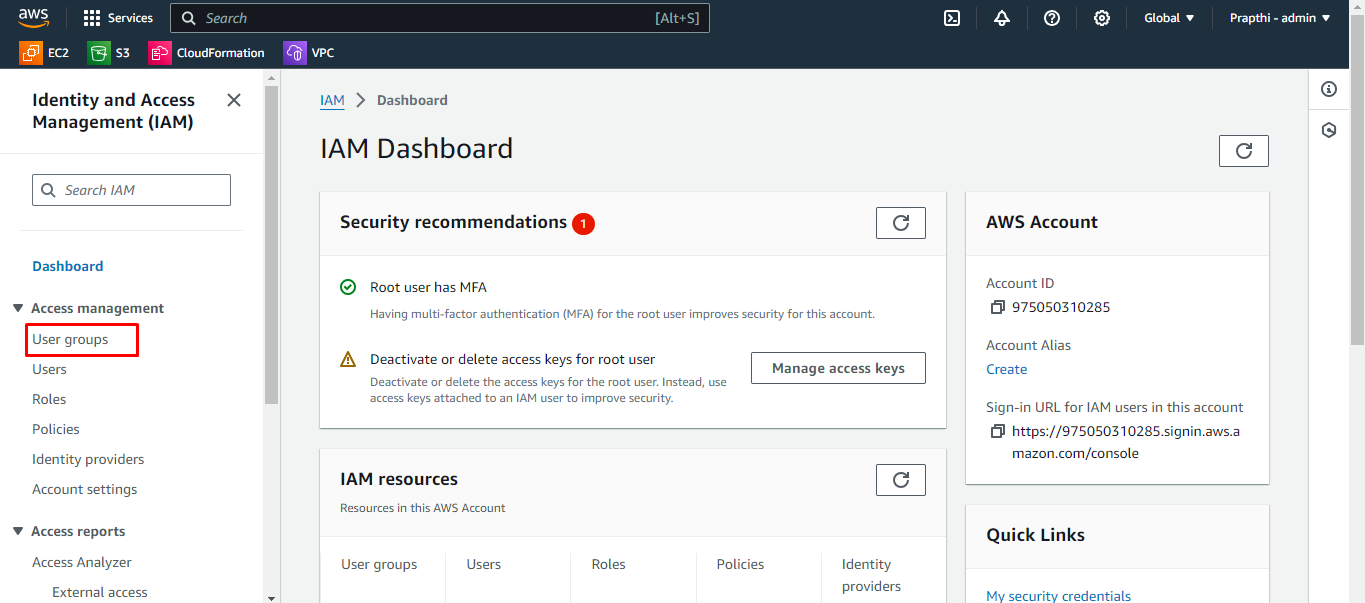 aws
Services
Search
[Alt+S]
Global ▼
Prapthi - admin ▼
EC2
S3
CloudFormation
VPC
Identity and Access
Management (IAM)
Search IAM
Dashboard
Access management
User groups
Users
Roles
Policies
Identity providers
Account settings
Access reports
Access Analyzer
External access
IAM > Dashboard
IAM Dashboard
Security recommendations 1
Root user has MFA
Having multi-factor authentication (MFA) for the root user improves security for this account.
Deactivate or delete access keys for root user
Deactivate or delete the access keys for the root user. Instead, use
access keys attached to an IAM user to improve security.
Manage access keys
IAM resources
Resources in this AWS Account
User groups
Users
Roles
Policies
Identity
providers
AWS Account
Account ID
975050310285
Account Alias
Create
Sign-in URL for IAM users in this account
https://975050310285.signin.aws.a
mazon.com/console
Quick Links
My security credentials